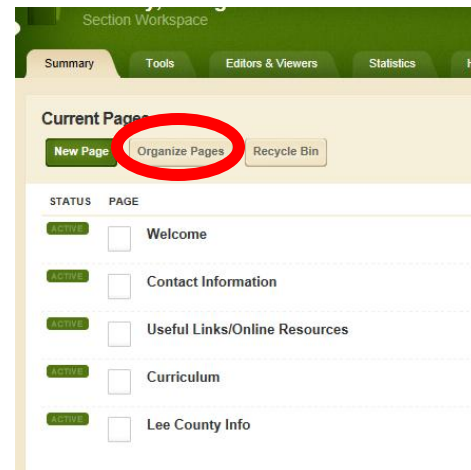 Section Workspace
Summary Tools Editors & Viewers Statistics
Current Pages
New Page Organize Pages Recycle Bin
STATUS PAGE
ACTIVE Welcome
ACTIVE Contact Information
ACTIVE Useful Links/Online Resources
ACTIVE Curriculum
ACTIVE Lee County Info